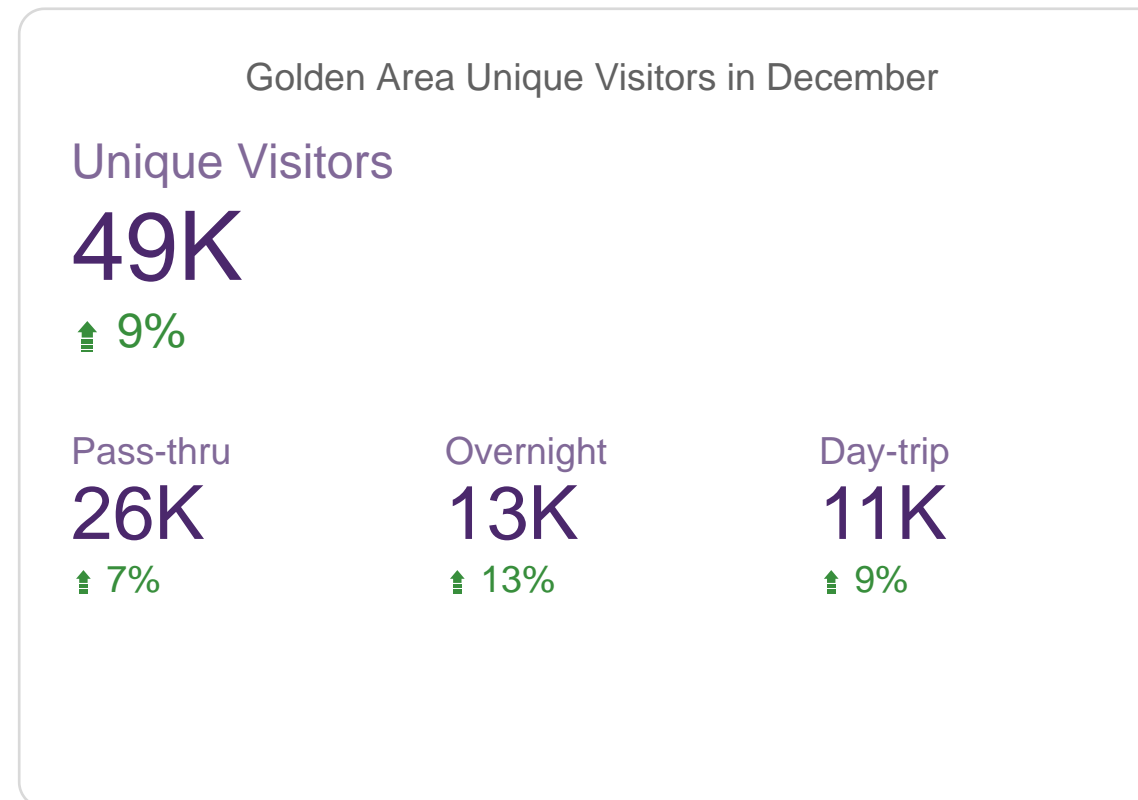 Golden Area Unique Visitors in December
Unique Visitors
49K
9%
Pass-thru Overnight Day-trip
26K 13K 11K
7% 13% 9%